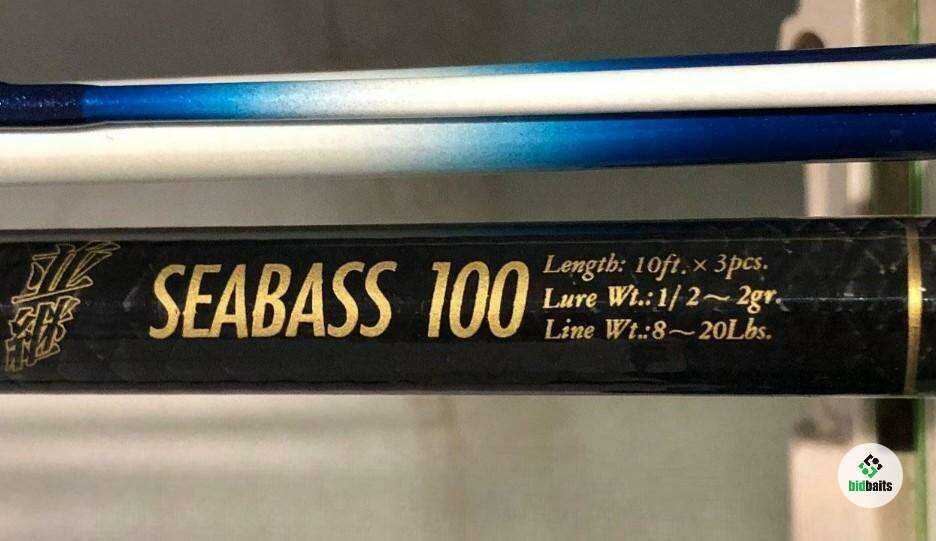 SEABASS 100
Length: 10ft. × 3pcs.
Lure Wt.: 1/2～2gr.
Line Wt.: 8～20Lbs.
bidbaits